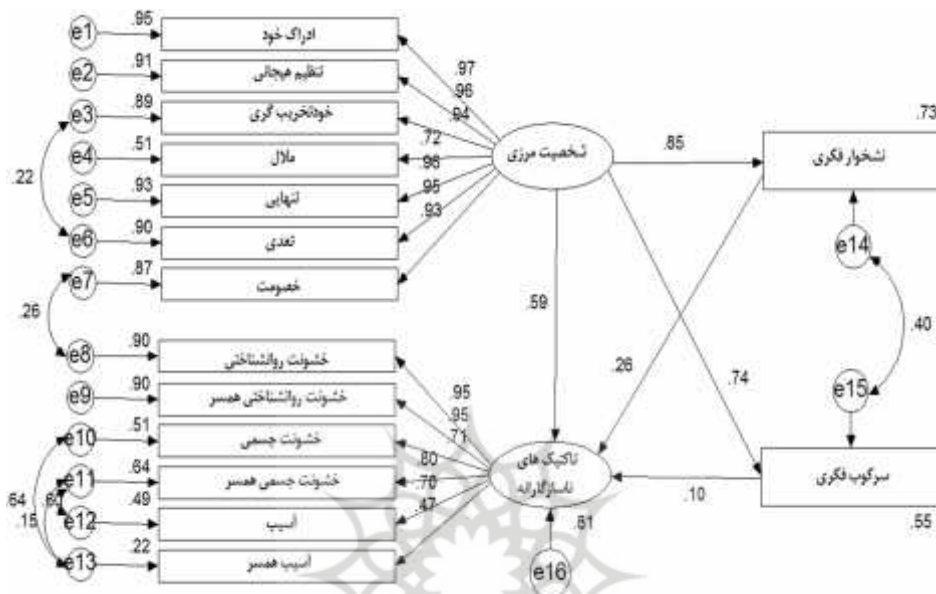 e1 .95 ادراک خود
e2 .91 تنظیم هیجانی
e3 .89 خودتخریب گری
e4 .51 ملال
e5 .93 تنهایی
e6 .90 تعدی
e7 .87 خصومت
.22
.26
.97
.96
.94
.72
.96
.95
.93
شخصیت مرزی
.85
.73
نشخوار فکری
e14
.40
e15
.59
.26
.74
e8 .90 خشونت روانشناختی
e9 .90 خشونت روانشناختی همسر
e10 .51 خشونت جسمی
e11 .64 خشونت جسمی همسر
e12 .49 آسیب
e13 .22 آسیب همسر
.64
.15
.95
.95
.71
.80
.70
.47
تاکتیک های
ناسازگارانه
.81
e16
.10
سرکوب فکری
.55